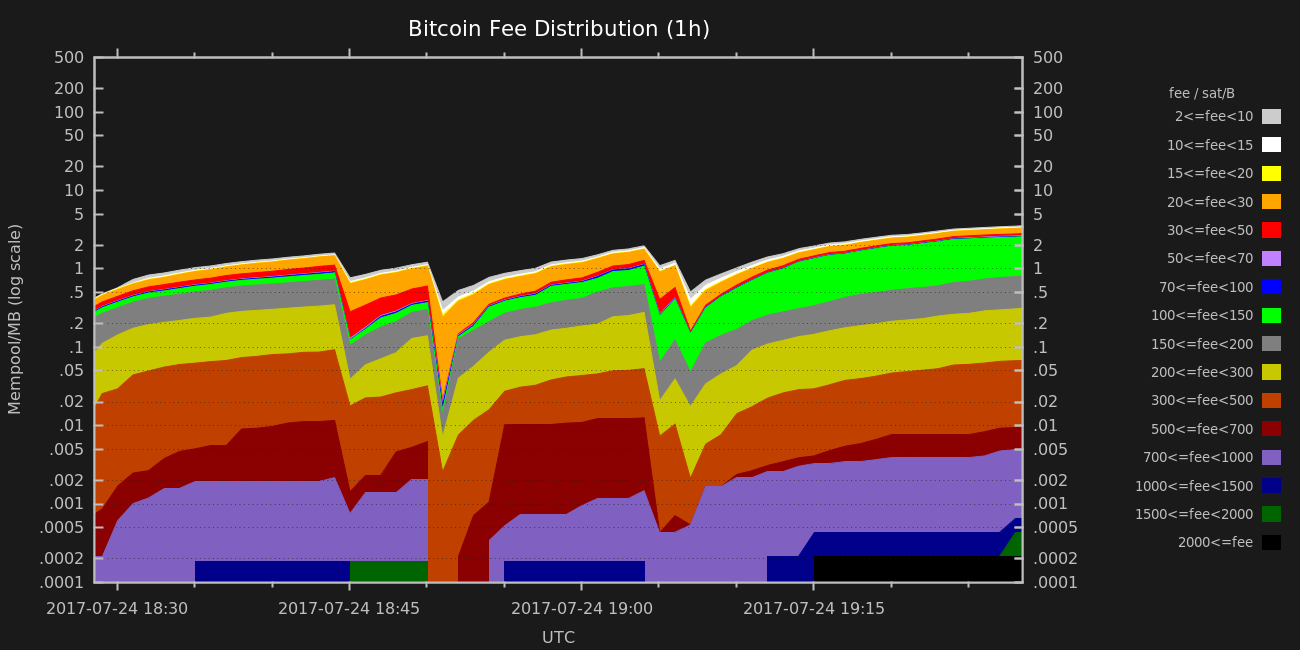 Bitcoin Fee Distribution (1h)
500 500
200 200
100 100
50 50
20 20
10 10
5 5
2 2
1 1
.5 .5
.2 .2
.1 .1
.05 .05
.02 .02
.01 .01
.005 .005
.002 .002
.001 .001
.0005 .0005
.0002 .0002
.0001 .0001
Mempool/MB (log scale)
2017-07-24 18:30 2017-07-24 18:45 2017-07-24 19:00 2017-07-24 19:15
UTC
fee / sat/B
2<=fee<10
10<=fee<15
15<=fee<20
20<=fee<30
30<=fee<50
50<=fee<70
70<=fee<100
100<=fee<150
150<=fee<200
200<=fee<300
300<=fee<500
500<=fee<700
700<=fee<1000
1000<=fee<1500
1500<=fee<2000
2000<=fee